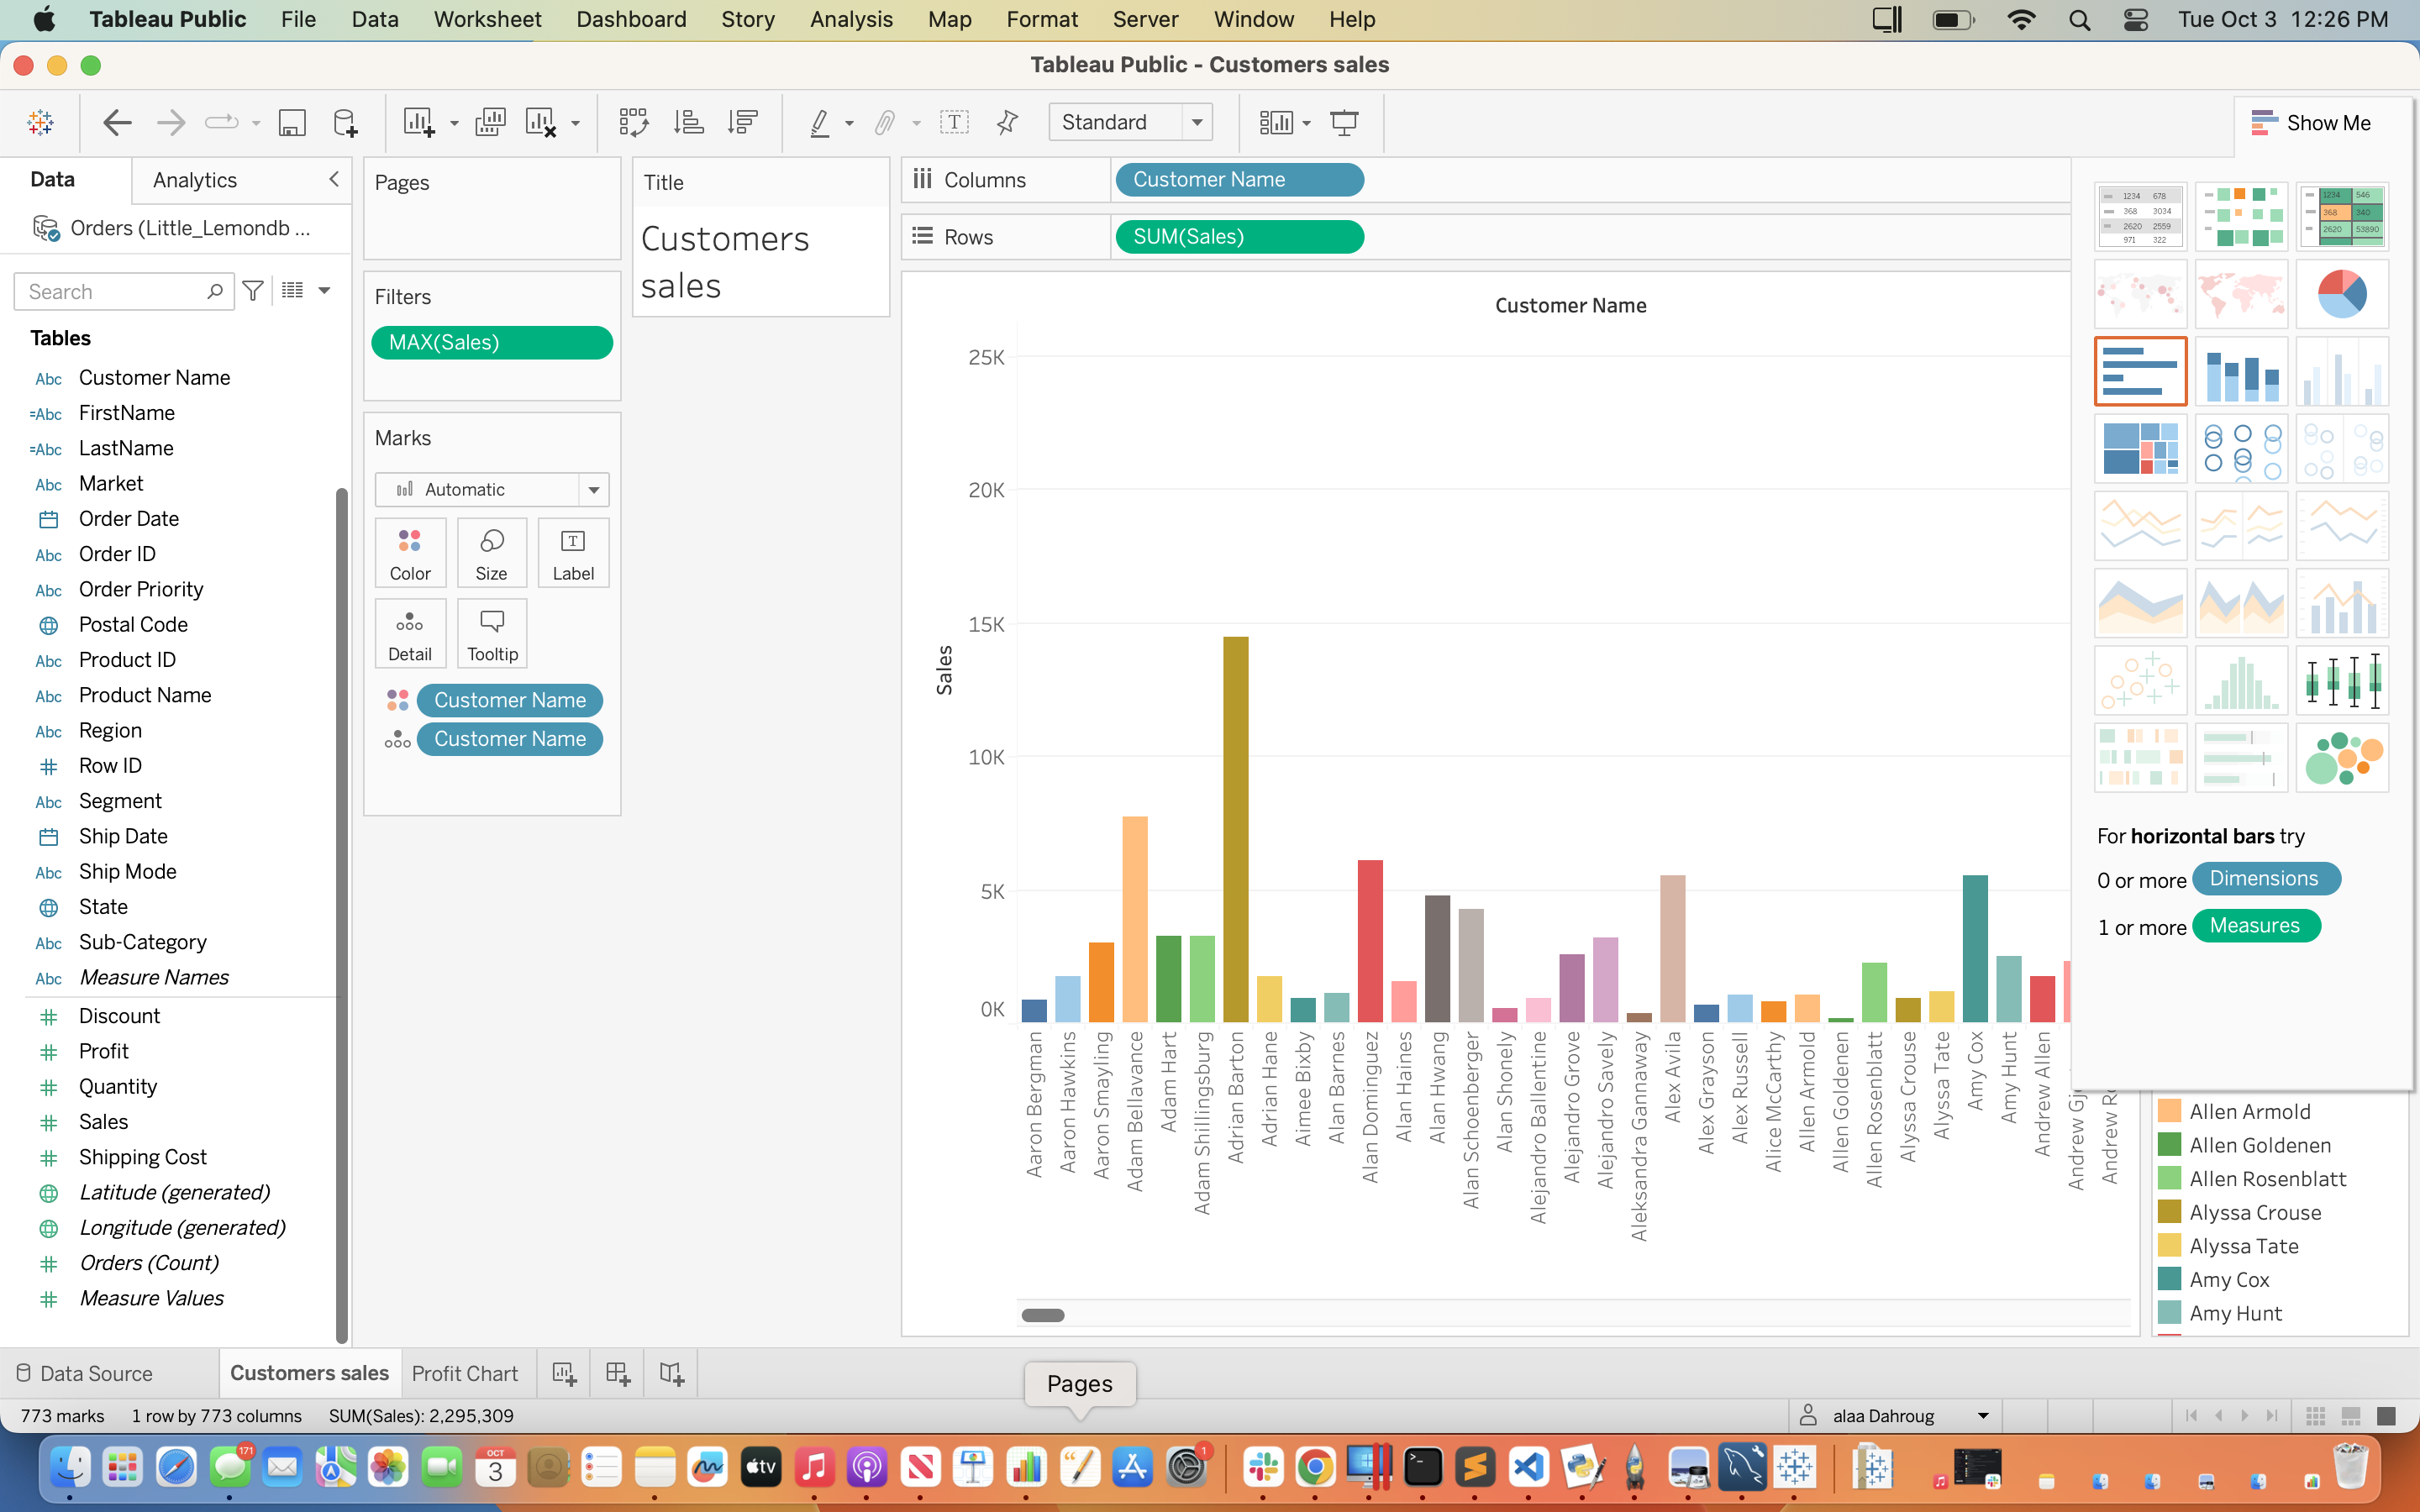 Tableau Public File Data Worksheet Dashboard Story Analysis Map Format Server Window Help Tue Oct 3 12:26 PM
Tableau Public - Customers sales
Standard
Show Me
Data Analytics
Orders (Little_Lemondb ...
Search
Tables
Abc Customer Name
=Abc FirstName
=Abc LastName
Abc Market
Order Date
Abc Order ID
Abc Order Priority
Postal Code
Abc Product ID
Abc Product Name
Abc Region
Row ID
Abc Segment
Ship Date
Abc Ship Mode
State
Abc Sub-Category
Abc Measure Names
Discount
Profit
Quantity
Sales
Shipping Cost
Latitude (generated)
Longitude (generated)
Orders (Count)
Measure Values
Pages
Filters
MAX(Sales)
Marks
Automatic
Color Size Label
Detail Tooltip
Customer Name
Customer Name
Title
Customers
sales
Columns Customer Name
Rows SUM(Sales)
Customer Name
25K
20K
15K
10K
5K
0K
Sales
Aaron Bergman
Aaron Hawkins
Aaron Smayling
Adam Bellavance
Adam Hart
Adam Shillingsburg
Adrian Barton
Adrian Hane
Aimee Bixby
Alan Barnes
Alan Dominguez
Alan Haines
Alan Hwang
Alan Schoenberger
Alan Shonely
Alejandro Ballentine
Alejandro Grove
Alejandro Savely
Aleksandra Gannaway
Alex Avila
Alex Grayson
Alex Russell
Alice McCarthy
Allen Armold
Allen Goldenen
Allen Rosenblatt
Alyssa Crouse
Alyssa Tate
Amy Cox
Amy Hunt
Andrew Allen
Andrew Gj
Andrew R
1234 678
368 3034
2620 2559
971 322
1234 546
368 340
2620 53890
For horizontal bars try
0 or more Dimensions
1 or more Measures
Allen Armold
Allen Goldenen
Allen Rosenblatt
Alyssa Crouse
Alyssa Tate
Amy Cox
Amy Hunt
Data Source Customers sales Profit Chart
Pages
773 marks 1 row by 773 columns SUM(Sales): 2,295,309
alaa Dahroug
171
OCT
3
tv
1